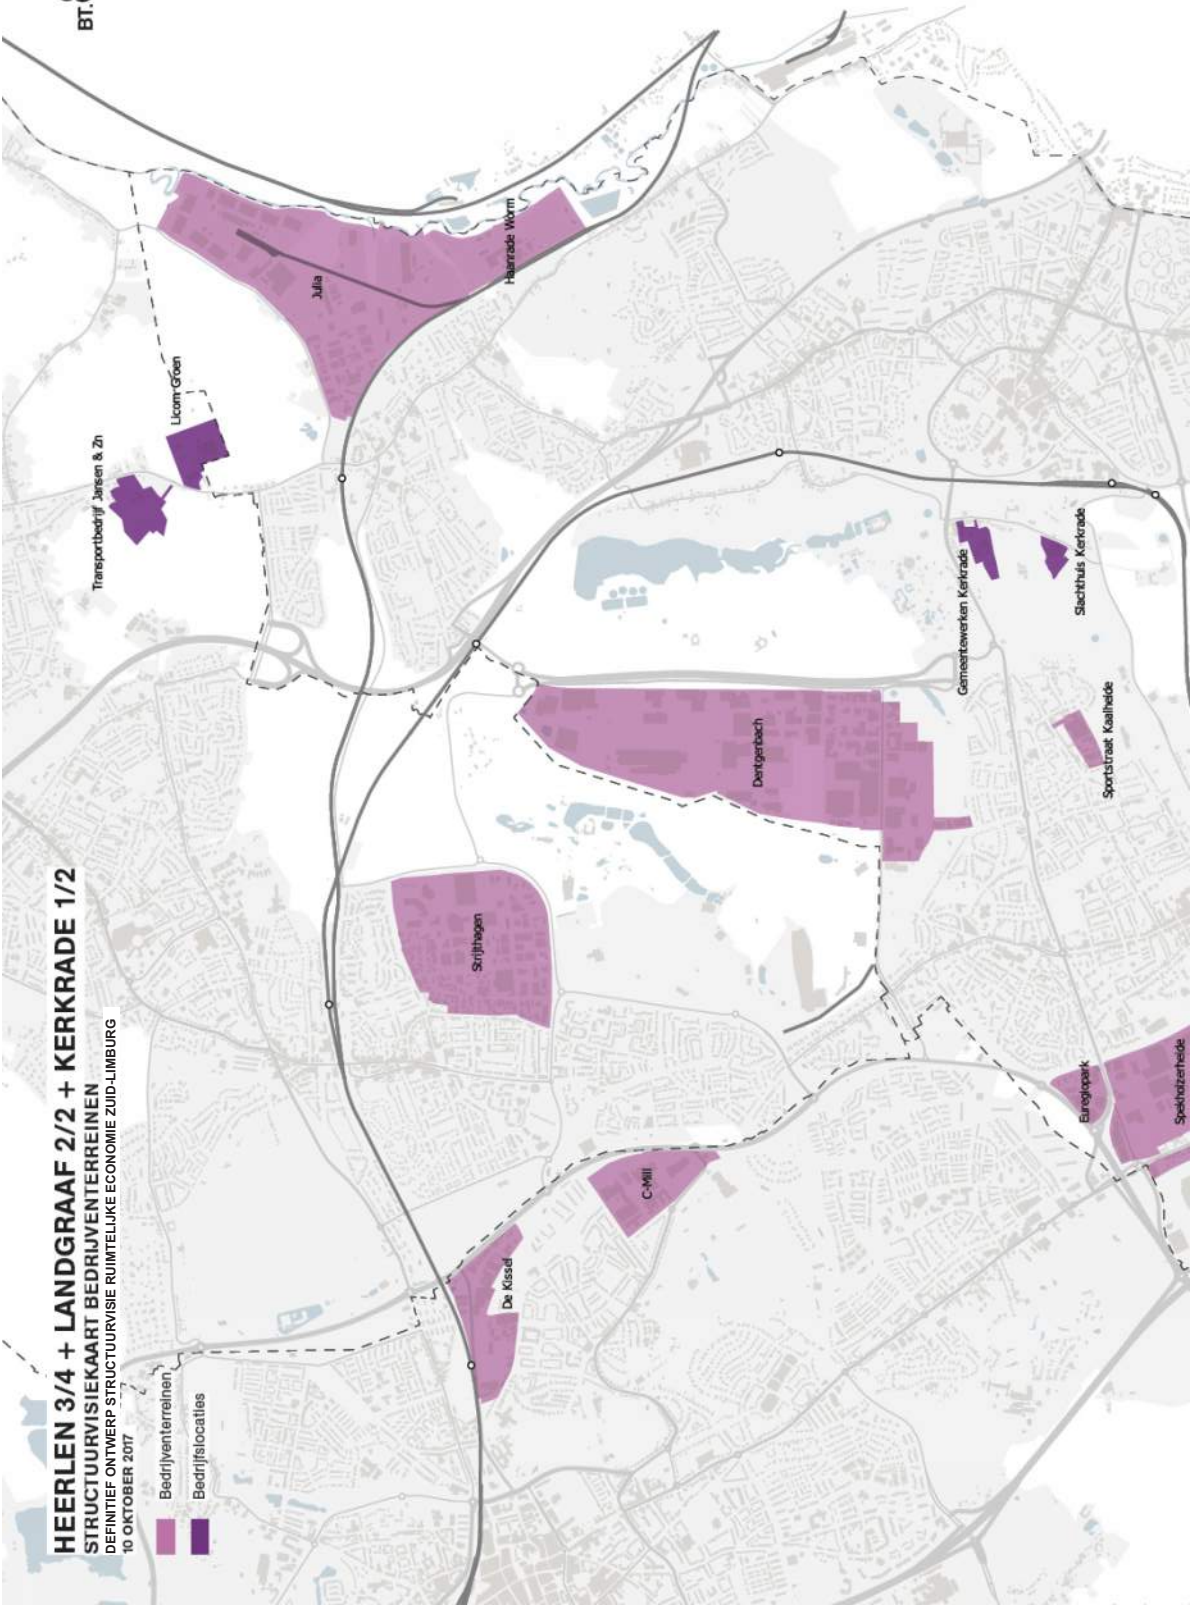 HEERLEN 3/4 + LANDGRAAF 2/2 + KERKRADE 1/2
STRUCTUURVISIEKAART BEDRIJVENTERREINEN
DEFINITIEF ONTWERP STRUCTUURVISIE RUIMTELIJKE ECONOMIE ZUID-LIMBURG
10 OKTOBER 2017
Bedrijventerreinen
Bedrijfslocaties
Transportbedrijf Jansen & Zn
Licom Groen
Julia
Haanrade Worm
Strijthagen
De Kissel
C-Mill
Dentgenbach
Gemeentewerken Kerkrade
Slachthuis Kerkrade
Sportstraat Kaalheide
Eureglopark
Spekholzerheide